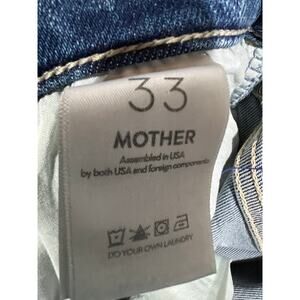 33
MOTHER
Assembled in USA
by both USA and foreign components
DO YOUR OWN LAUNDRY